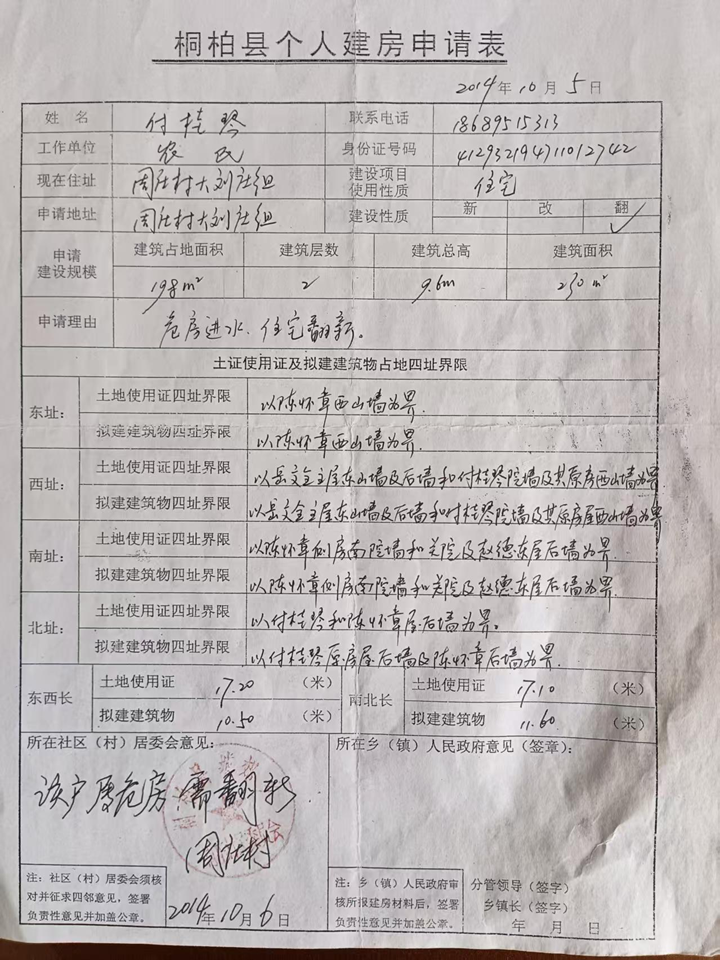 桐柏县个人建房申请表
2014年10月5日
姓名 付桂琴 联系电话 18689515313
工作单位 农民 身份证号码 412932194711012742
现在住址 周庄村大刘庄组 建设项目使用性质 住宅
申请地址 周庄村大刘庄组 建设性质 新 改 翻
✓
申请建设规模 建筑占地面积 建筑层数 建筑总高 建筑面积
198m² 2 9.6m 230m²
申请理由 危房进水、住宅翻新。
土证使用证及拟建建筑物占地四址界限
东址: 土地使用证四址界限 以陈怀章西山墙为界.
拟建建筑物四址界限 以陈怀章西山墙为界.
西址: 土地使用证四址界限 以岳文全主屋东山墙及后墙和付桂琴院墙及其原房西山墙为界
拟建建筑物四址界限 以岳文全主屋东山墙及后墙和付桂琴院墙及其原房屋西山墙为界
南址: 土地使用证四址界限 以陈怀章侧房南院墙和关院及赵德东屋后墙为界
拟建建筑物四址界限 以陈怀章侧房南院墙和关院及赵德东屋后墙为界.
北址: 土地使用证四址界限 以付桂琴和陈怀章屋后墙为界。
拟建建筑物四址界限 以付桂琴原房屋后墙及陈怀章后墙为界.
东西长 土地使用证 17.20 (米) 南北长 土地使用证 17.10 (米)
拟建建筑物 10.50 (米) 拟建建筑物 11.60 (米)
所在社区（村）居委会意见: 所在乡（镇）人民政府意见（签章）:
该户原危房需翻新
周庄村
注: 社区（村）居委会须核
对并征求四邻意见，签署
负责性意见并加盖公章。
2014年10月6日
注: 乡（镇）人民政府审
核所报建房材料后，签署
负责性意见并加盖公章。
分管领导（签字）
乡镇长（签字）
年 月 日